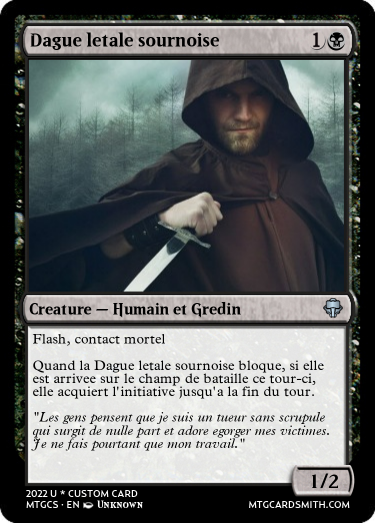 Dague letale sournoise 1
Creature — Humain et Gredin
Flash, contact mortel
Quand la Dague letale sournoise bloque, si elle
est arrivee sur le champ de bataille ce tour-ci,
elle acquiert l'initiative jusqu'a la fin du tour.
"Les gens pensent que je suis un tueur sans scrupule
qui surgit de nulle part et adore egorger mes victimes.
Je ne fais pourtant que mon travail."
1/2
2022 U * CUSTOM CARD
MTGCS · EN Unknown
MTGCARDSMITH.COM